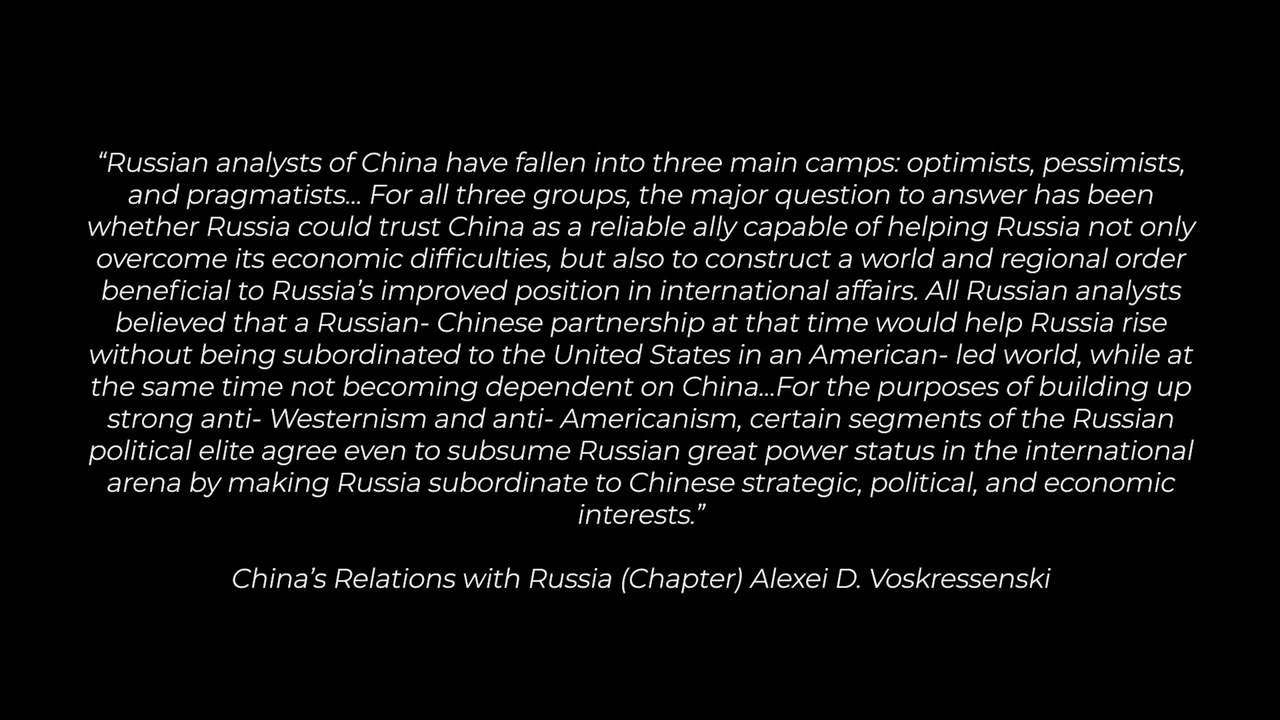 “Russian analysts of China have fallen into three main camps: optimists, pessimists,
and pragmatists... For all three groups, the major question to answer has been
whether Russia could trust China as a reliable ally capable of helping Russia not only
overcome its economic difficulties, but also to construct a world and regional order
beneficial to Russia’s improved position in international affairs. All Russian analysts
believed that a Russian- Chinese partnership at that time would help Russia rise
without being subordinated to the United States in an American- led world, while at
the same time not becoming dependent on China...For the purposes of building up
strong anti- Westernism and anti- Americanism, certain segments of the Russian
political elite agree even to subsume Russian great power status in the international
arena by making Russia subordinate to Chinese strategic, political, and economic
interests.”
China’s Relations with Russia (Chapter) Alexei D. Voskressenski